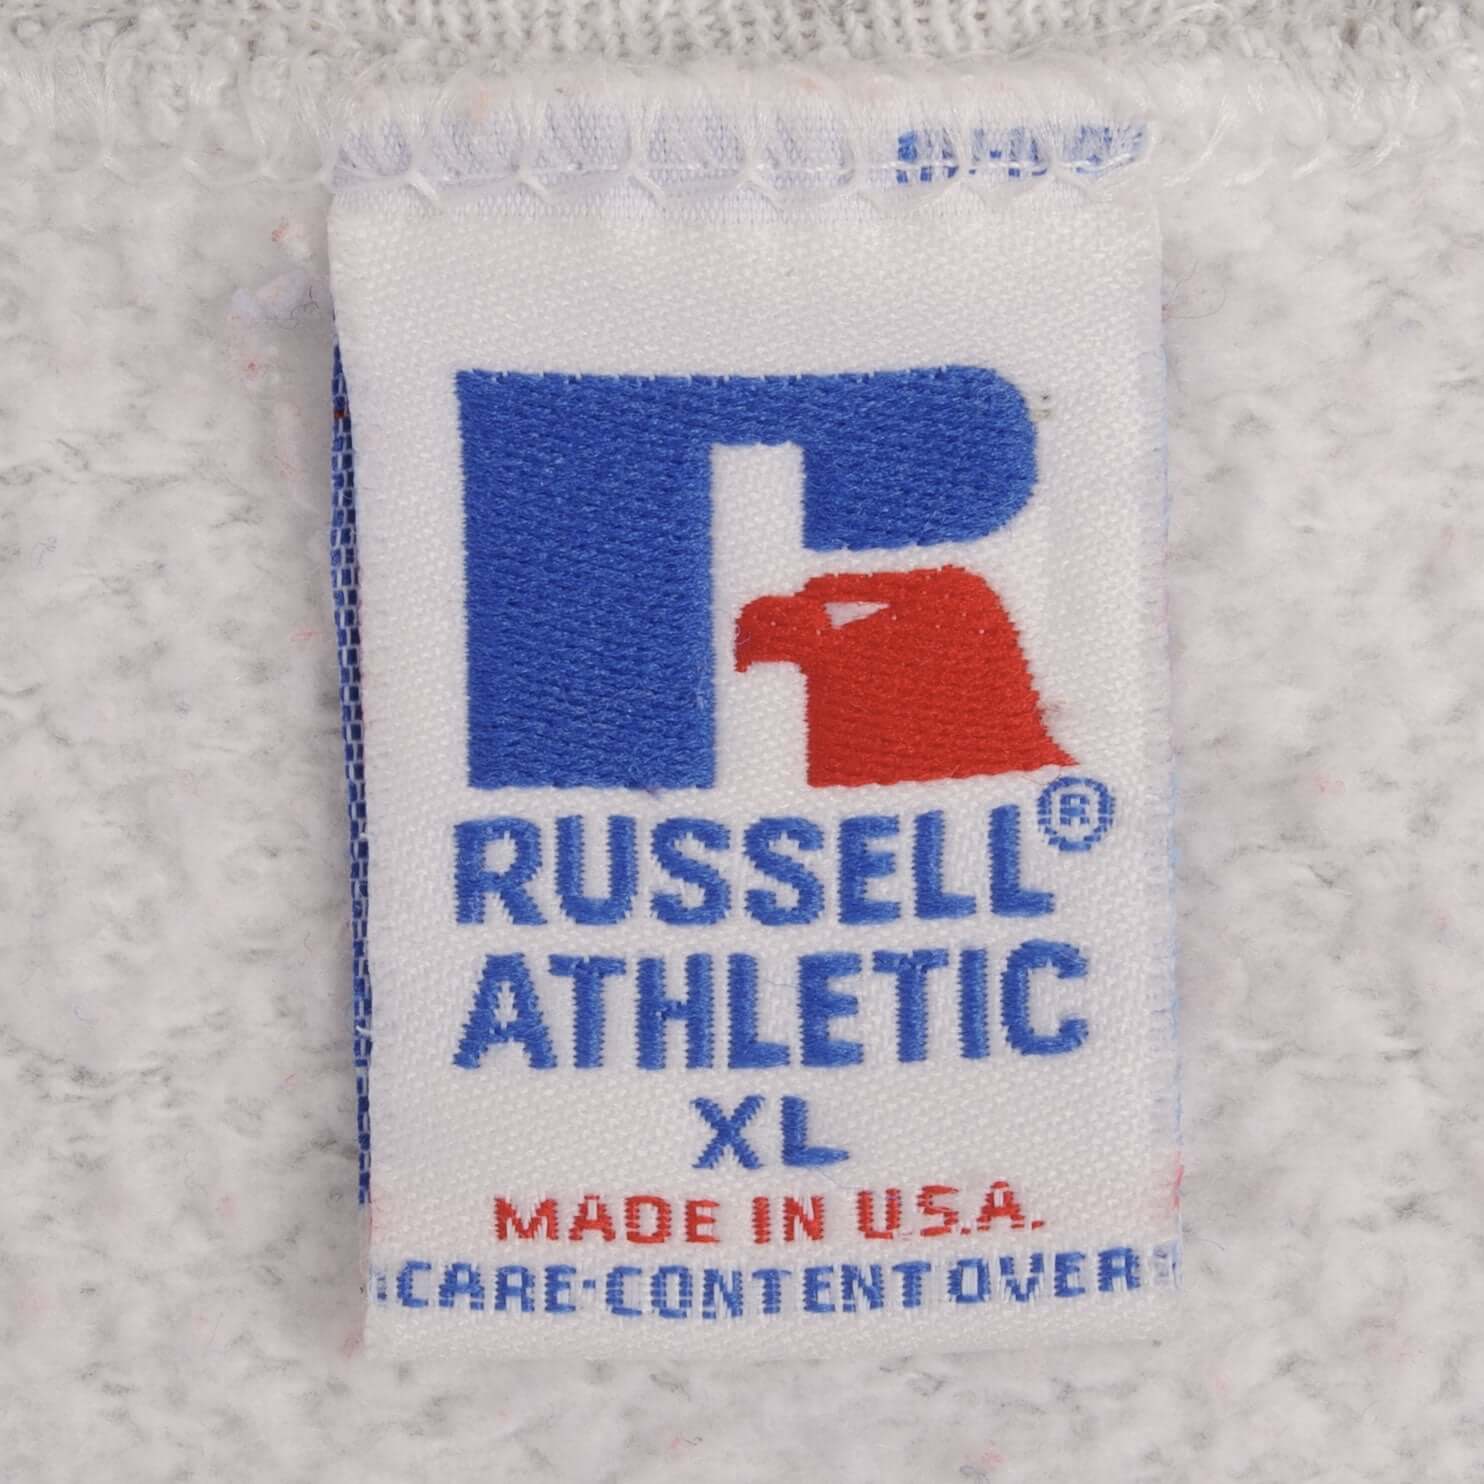 RUSSELL®
ATHLETIC
XL
MADE IN U.S.A.
CARE·CONTENT OVER